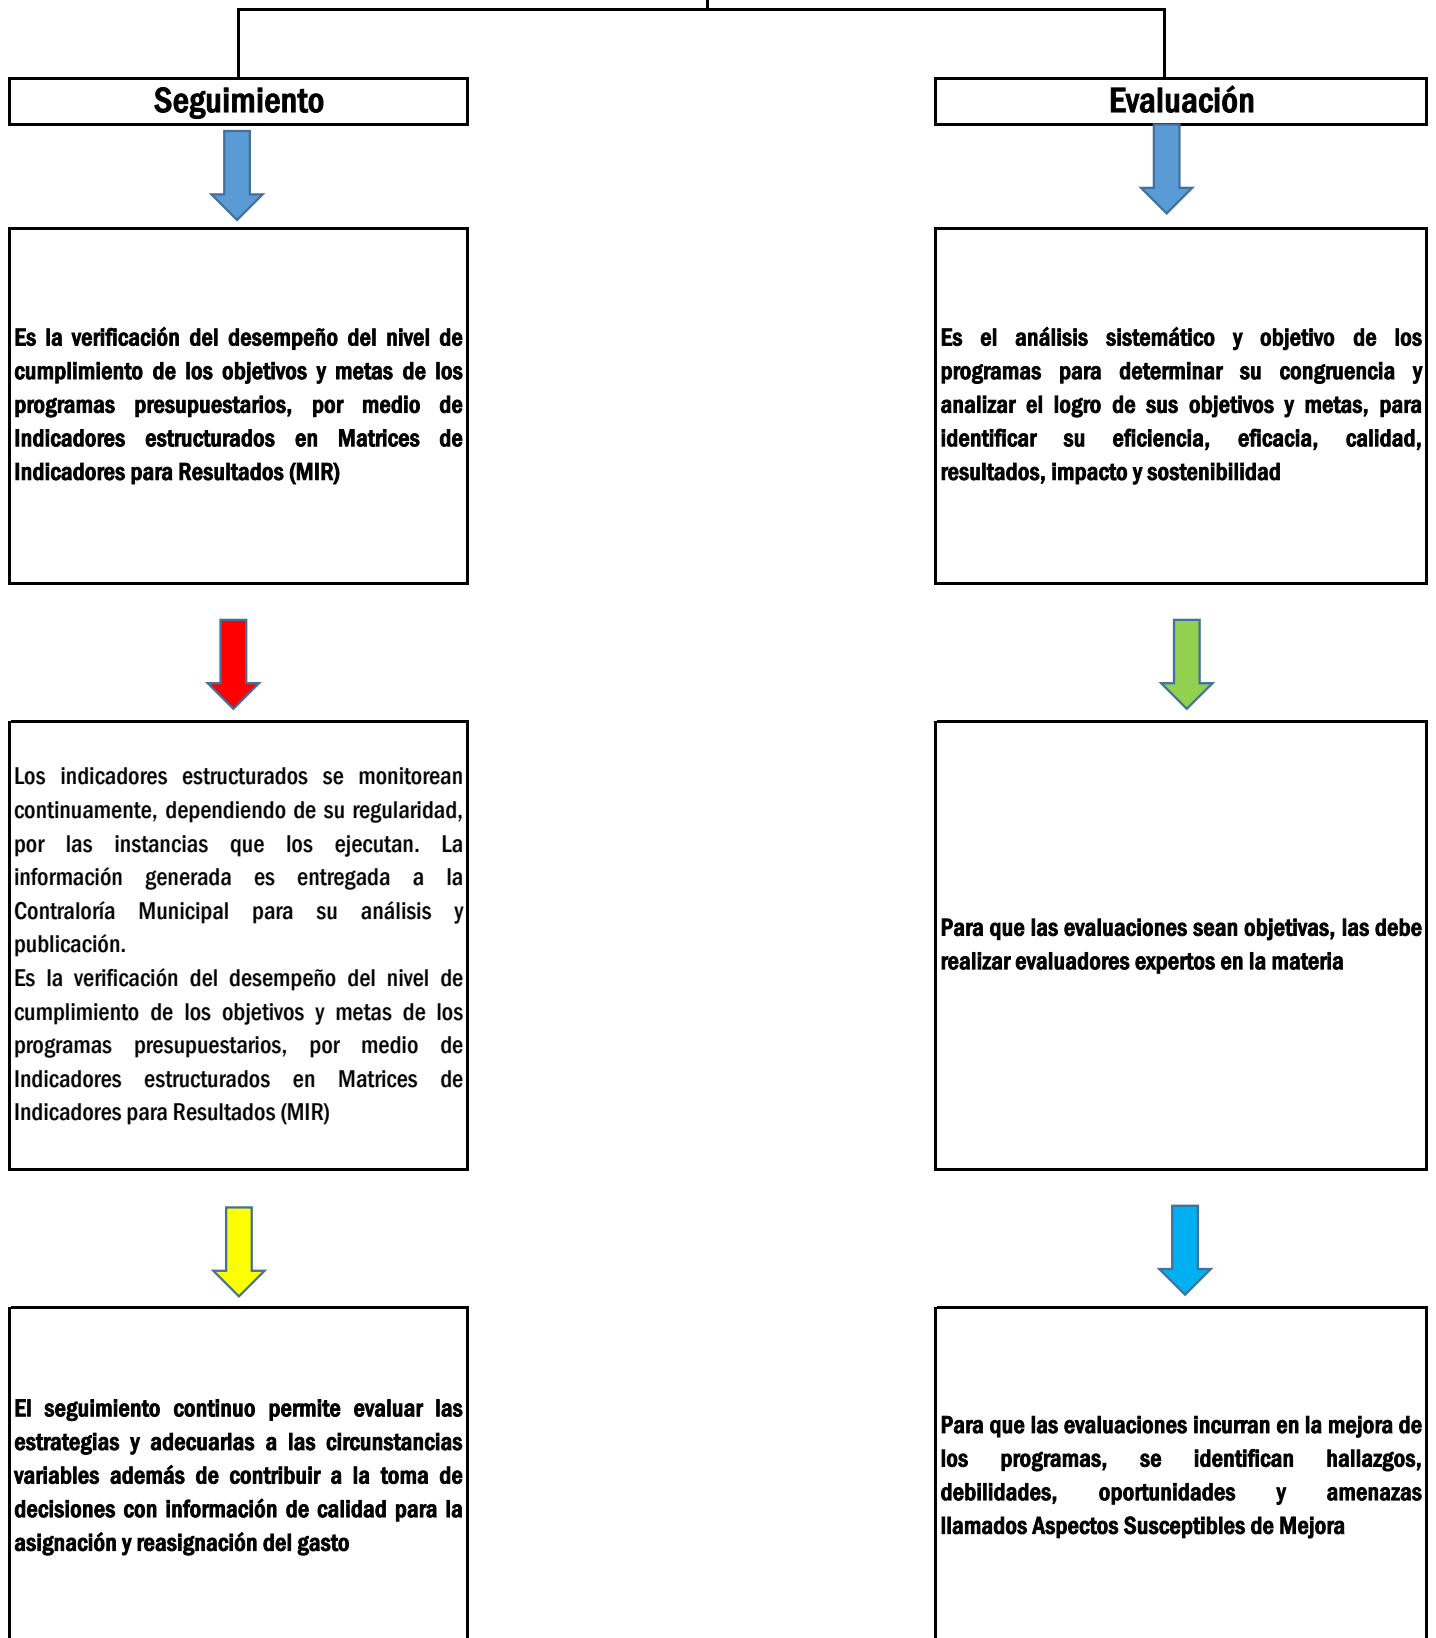 Seguimiento
Es la verificación del desempeño del nivel de
cumplimiento de los objetivos y metas de los
programas presupuestarios, por medio de
Indicadores estructurados en Matrices de
Indicadores para Resultados (MIR)
Los indicadores estructurados se monitorean
continuamente, dependiendo de su regularidad,
por las instancias que los ejecutan. La
información generada es entregada a la
Contraloría Municipal para su análisis y
publicación.
Es la verificación del desempeño del nivel de
cumplimiento de los objetivos y metas de los
programas presupuestarios, por medio de
Indicadores estructurados en Matrices de
Indicadores para Resultados (MIR)
El seguimiento continuo permite evaluar las
estrategias y adecuarlas a las circunstancias
variables además de contribuir a la toma de
decisiones con información de calidad para la
asignación y reasignación del gasto
Evaluación
Es el análisis sistemático y objetivo de los
programas para determinar su congruencia y
analizar el logro de sus objetivos y metas, para
identificar su eficiencia, eficacia, calidad,
resultados, impacto y sostenibilidad
Para que las evaluaciones sean objetivas, las debe
realizar evaluadores expertos en la materia
Para que las evaluaciones incurran en la mejora de
los programas, se identifican hallazgos,
debilidades, oportunidades y amenazas
llamados Aspectos Susceptibles de Mejora